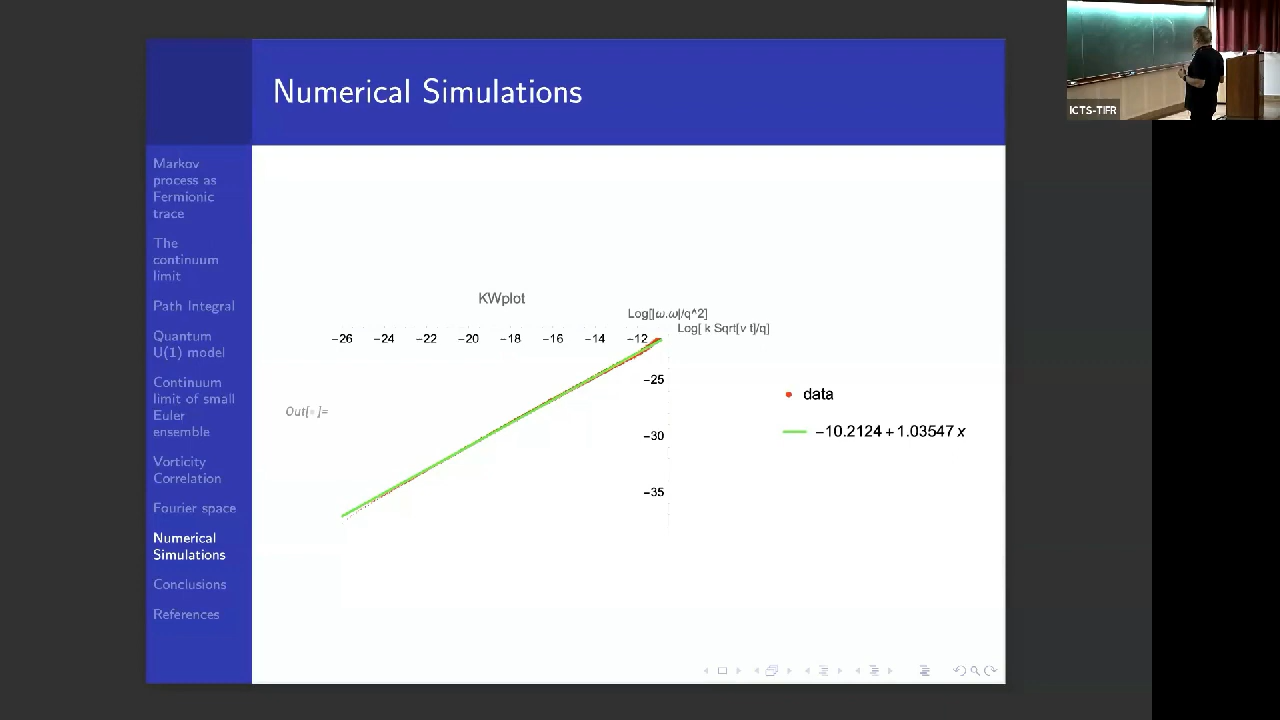 ICTS-TIFR
Numerical Simulations
Markov
process as
Fermionic
trace
The
continuum
limit
Path Integral
Quantum
U(1) model
Continuum
limit of small
Euler
ensemble
Vorticity
Correlation
Fourier space
Numerical
Simulations
Conclusions
References
KWplot
Log[|ω.ω|/q^2]
Log[ k Sqrt[ν t]/q]
-26 -24 -22 -20 -18 -16 -14 -12
-25
-30
-35
Out[•]=
data
-10.2124+1.03547 x